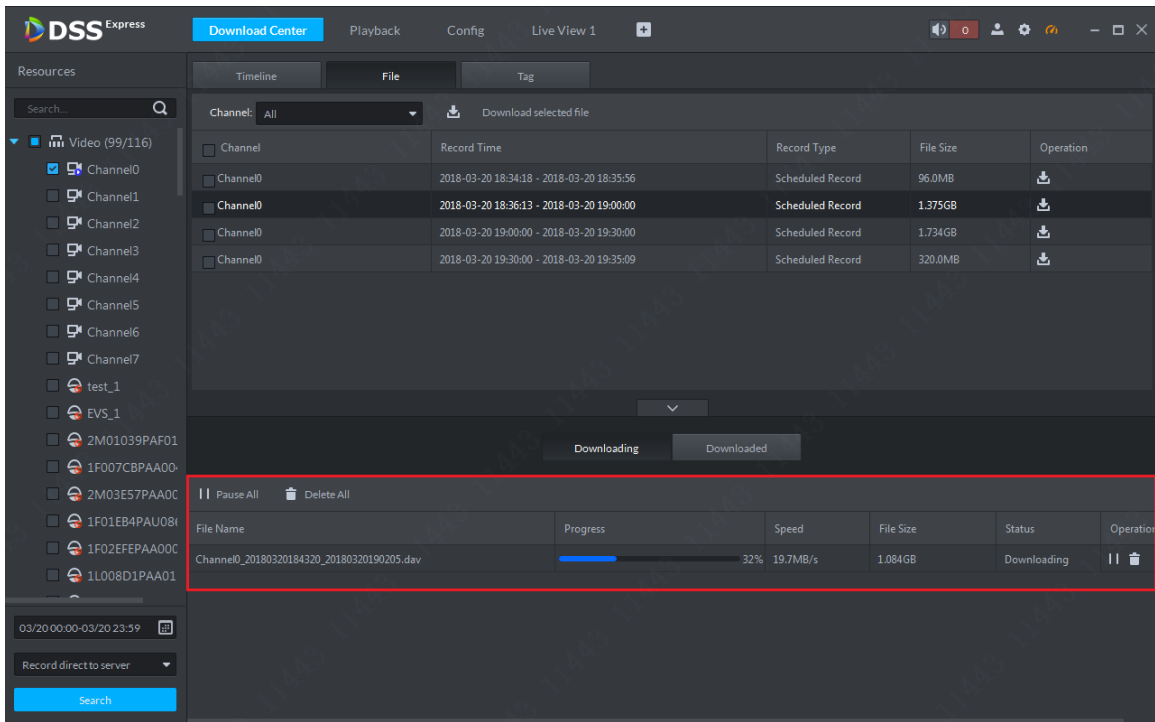 DSS Express Download Center Playback Config Live View 1 0
Resources
Timeline File Tag
Search...
Channel: All Download selected file
Video (99/116)
Channel Record Time Record Type File Size Operation
Channel0
Channel0 2018-03-20 18:34:18 - 2018-03-20 18:35:56 Scheduled Record 96.0MB
Channel1
Channel0 2018-03-20 18:36:13 - 2018-03-20 19:00:00 Scheduled Record 1.375GB
Channel2
Channel0 2018-03-20 19:00:00 - 2018-03-20 19:30:00 Scheduled Record 1.734GB
Channel3
Channel0 2018-03-20 19:30:00 - 2018-03-20 19:35:09 Scheduled Record 320.0MB
Channel4
Channel5
Channel6
Channel7
test_1
EVS_1
2M01039PAF01
Downloading Downloaded
1F007CBPAA00
2M03E57PAA00
Pause All Delete All
1F01EB4PAU08
File Name Progress Speed File Size Status Operation
1F02EFEPAA00
Channel0_20180320184320_20180320190205.dav 32% 19.7MB/s 1.084GB Downloading
1L008D1PAA01
03/20 00:00-03/20 23:59
Record direct to server
Search